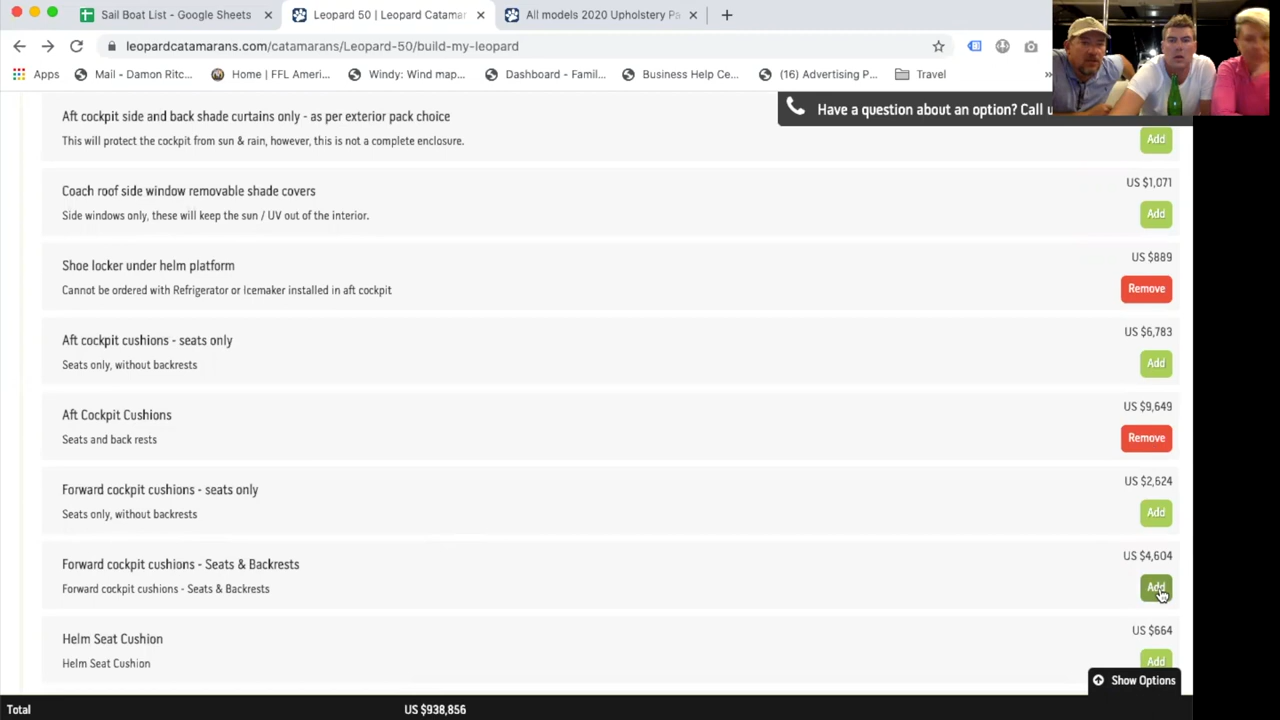 Sail Boat List - Google Sheets
Leopard 50 | Leopard Catamar
All models 2020 Upholstery Pa
leopardcatamarans.com/catamarans/Leopard-50/build-my-leopard
Apps
Mail - Damon Ritc...
Home | FFL Ameri...
Windy: Wind map...
Dashboard - Famil...
Business Help Ce...
(16) Advertising P...
Travel
»
Have a question about an option? Call u
Aft cockpit side and back shade curtains only - as per exterior pack choice
This will protect the cockpit from sun & rain, however, this is not a complete enclosure.
Add
Coach roof side window removable shade covers
Side windows only, these will keep the sun / UV out of the interior.
US $1,071
Add
Shoe locker under helm platform
Cannot be ordered with Refrigerator or Icemaker installed in aft cockpit
US $889
Remove
Aft cockpit cushions - seats only
Seats only, without backrests
US $6,783
Add
Aft Cockpit Cushions
Seats and back rests
US $9,649
Remove
Forward cockpit cushions - seats only
Seats only, without backrests
US $2,624
Add
Forward cockpit cushions - Seats & Backrests
Forward cockpit cushions - Seats & Backrests
US $4,604
Add
Helm Seat Cushion
Helm Seat Cushion
US $664
Add
Show Options
Total
US $938,856